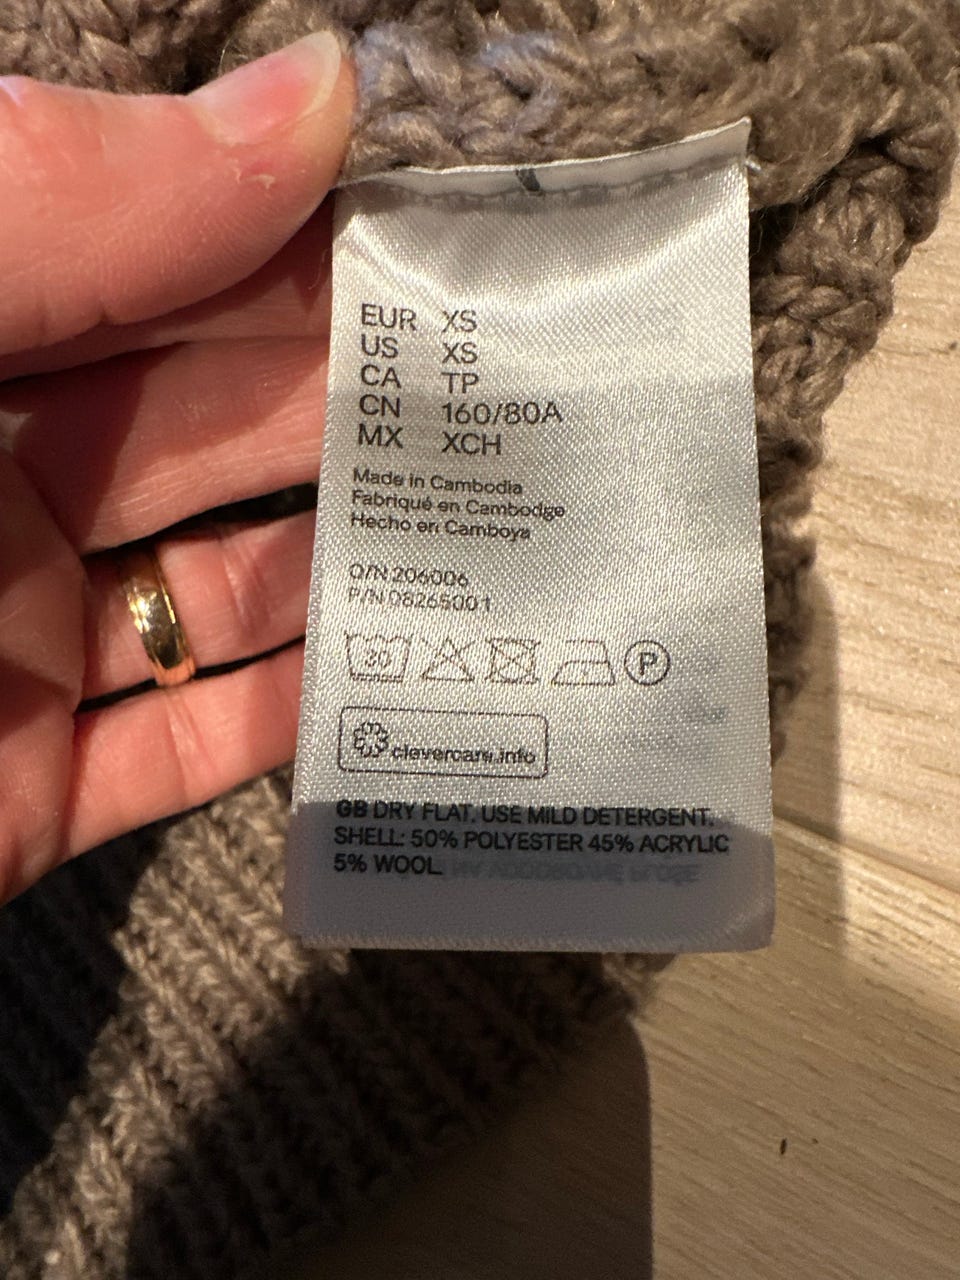 EUR XS
US XS
CA TP
CN 160/80A
MX XCH
Made in Cambodia
Fabriqué en Cambodge
Hecho en Camboya
O/N 206006
P/N 08265001
30
P
clevercare.info
GB DRY FLAT. USE MILD DETERGENT.
SHELL: 50% POLYESTER 45% ACRYLIC
5% WOOL